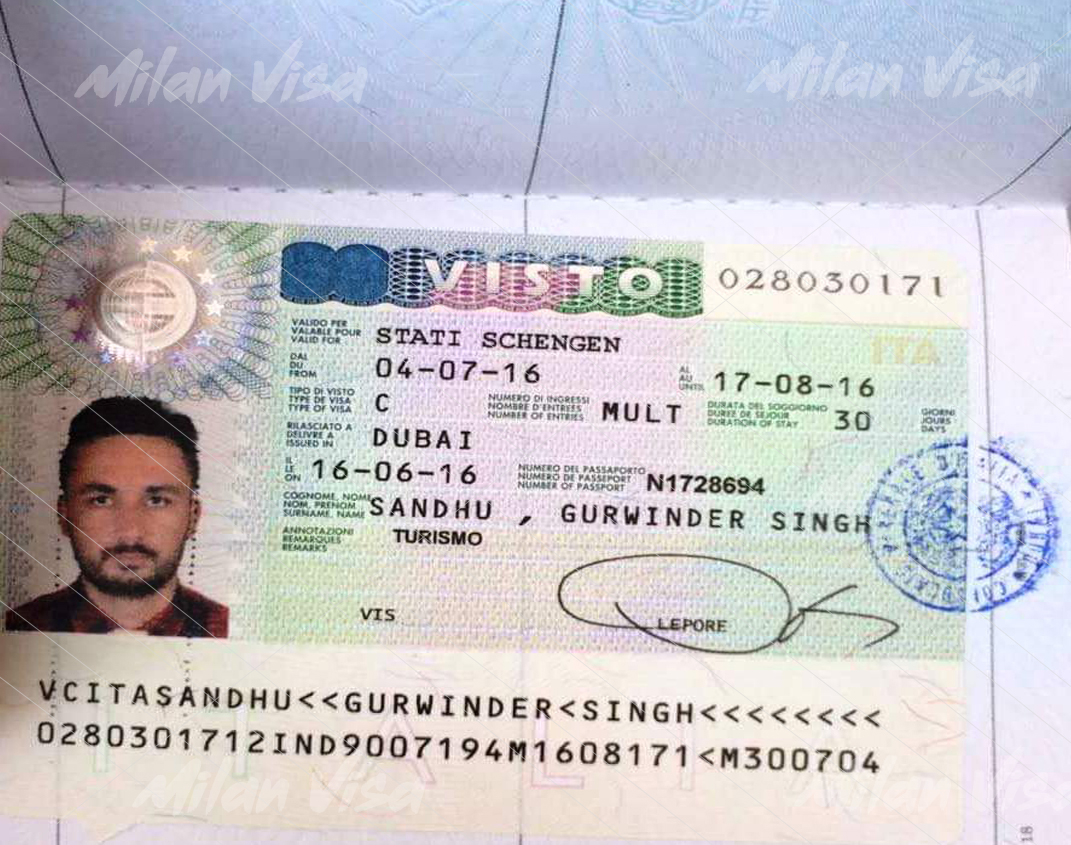 Milan Visa Milan Visa
VISTO 028030171
ITA
VALIDO PER
VALABLE POUR
VALID FOR
STATI SCHENGEN
DAL
DU
FROM
04-07-16
AL
AU
UNTIL
17-08-16
TIPO DI VISTO
TYPE DE VISA
TYPE OF VISA
C
NUMERO DI INGRESSI
NOMBRE D'ENTREES
NUMBER OF ENTRIES
MULT
DURATA DEL SOGGIORNO
DUREE DE SEJOUR
DURATION OF STAY
30
GIORNI
JOURS
DAYS
RILASCIATO A
DELIVRE A
ISSUED IN
DUBAI
IL
LE
ON
16-06-16
NUMERO DEL PASSAPORTO
NUMERO DE PASSEPORT
NUMBER OF PASSPORT
N1728694
COGNOME, NOME
NOM, PRENOM
SURNAME, NAME
SANDHU , GURWINDER SINGH
ANNOTAZIONI
REMARQUES
REMARKS
TURISMO
VIS
LEPORE
VCITASANDHU<<GURWINDER<SINGH<<<<<<<<
0280301712IND9007194M1608171<M300704
Milan Visa Milan Visa
18